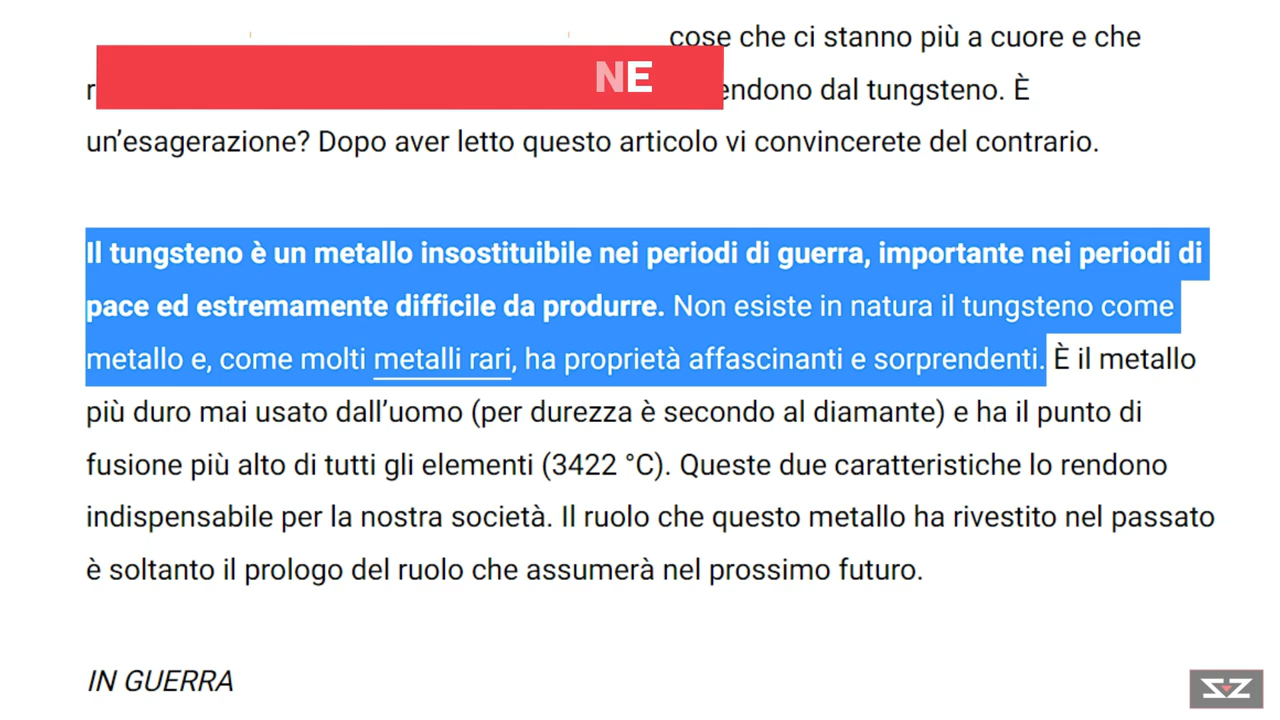 cose che ci stanno più a cuore e che
NE
endono dal tungsteno. È
un’esagerazione? Dopo aver letto questo articolo vi convincerete del contrario.
Il tungsteno è un metallo insostituibile nei periodi di guerra, importante nei periodi di
pace ed estremamente difficile da produrre. Non esiste in natura il tungsteno come
metallo e, come molti metalli rari, ha proprietà affascinanti e sorprendenti. È il metallo
più duro mai usato dall’uomo (per durezza è secondo al diamante) e ha il punto di
fusione più alto di tutti gli elementi (3422 °C). Queste due caratteristiche lo rendono
indispensabile per la nostra società. Il ruolo che questo metallo ha rivestito nel passato
è soltanto il prologo del ruolo che assumerà nel prossimo futuro.
IN GUERRA